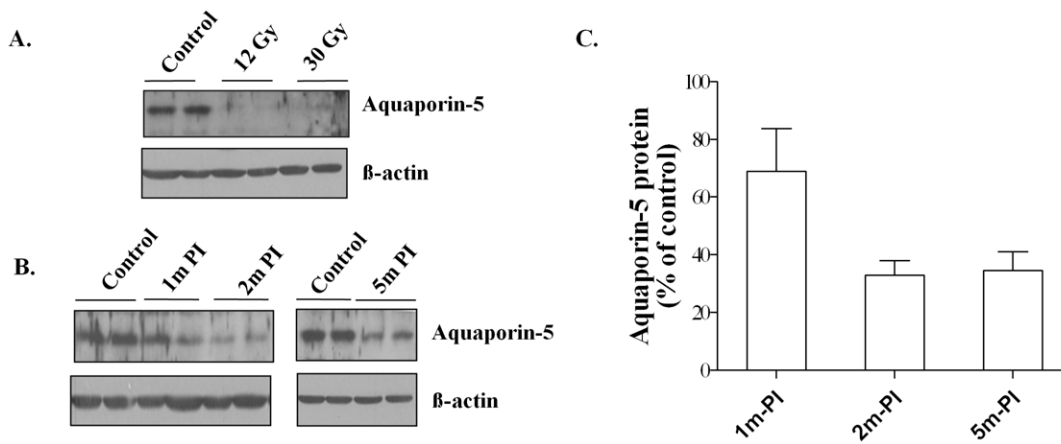 A.
Control
12 Gy
30 Gy
Aquaporin-5
ß-actin
B.
Control
1m PI
2m PI
Control
5m PI
Aquaporin-5
ß-actin
C.
Aquaporin-5 protein
(% of control)
100
80
60
40
20
0
1m-PI
2m-PI
5m-PI